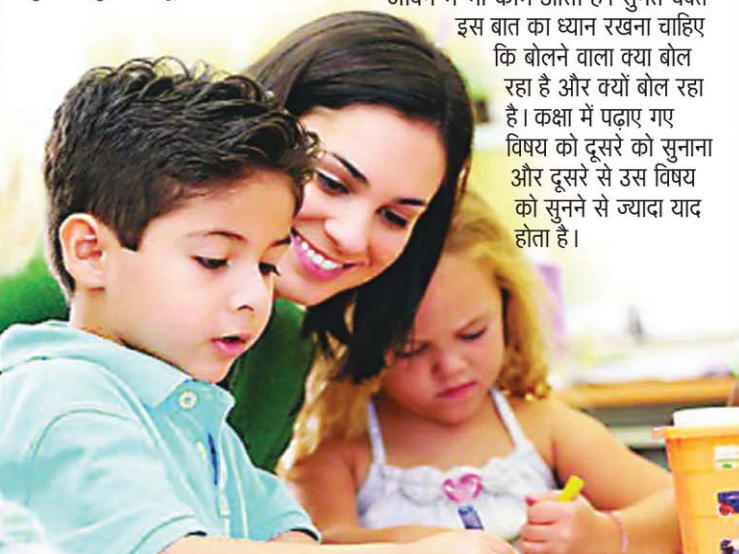 इस बात का ध्यान रखना चाहिए
कि बोलने वाला क्या बोल
रहा है और क्यों बोल रहा
है। कक्षा में पढ़ाए गए
विषय को दूसरे को सुनाना
और दूसरे से उस विषय
को सुनने से ज्यादा याद
होता है।